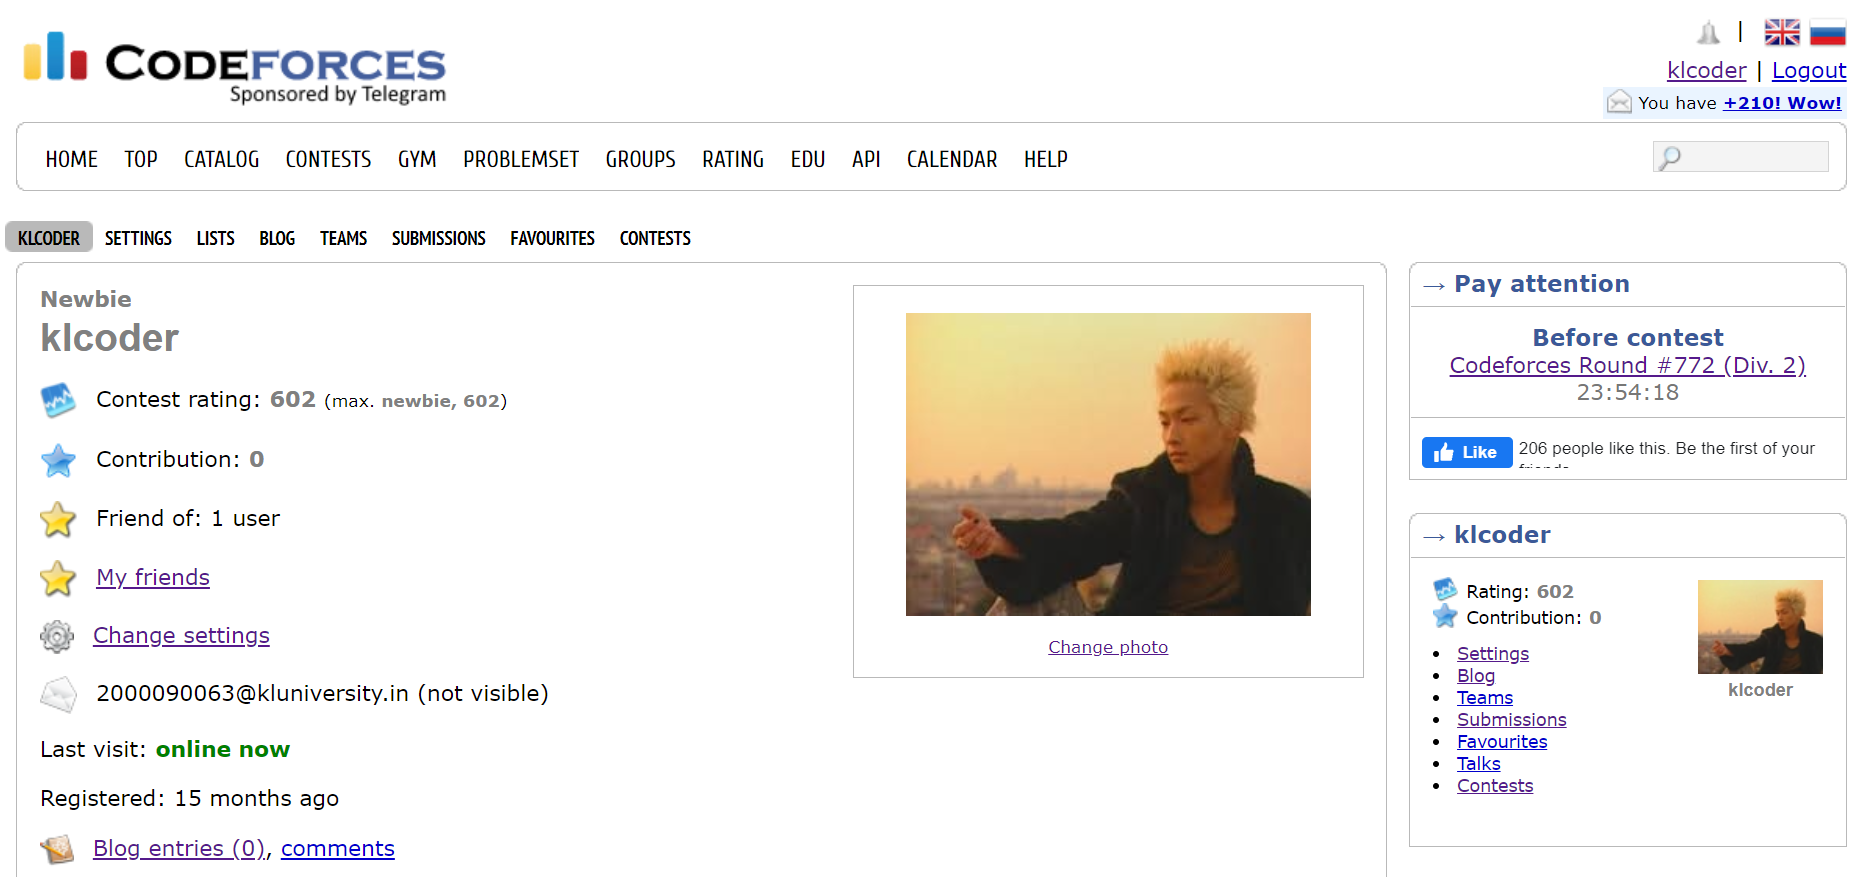 CODEFORCES
Sponsored by Telegram
|
klcoder | Logout
You have +210! Wow!
HOME TOP CATALOG CONTESTS GYM PROBLEMSET GROUPS RATING EDU API CALENDAR HELP
KLCODER SETTINGS LISTS BLOG TEAMS SUBMISSIONS FAVOURITES CONTESTS
Newbie
klcoder
Contest rating: 602 (max. newbie, 602)
Contribution: 0
Friend of: 1 user
My friends
Change settings
2000090063@kluniversity.in (not visible)
Last visit: online now
Registered: 15 months ago
Blog entries (0), comments
Change photo
→ Pay attention
Before contest
Codeforces Round #772 (Div. 2)
23:54:18
Like 206 people like this. Be the first of your
→ klcoder
Rating: 602
Contribution: 0
• Settings
• Blog
• Teams
• Submissions
• Favourites
• Talks
• Contests
klcoder